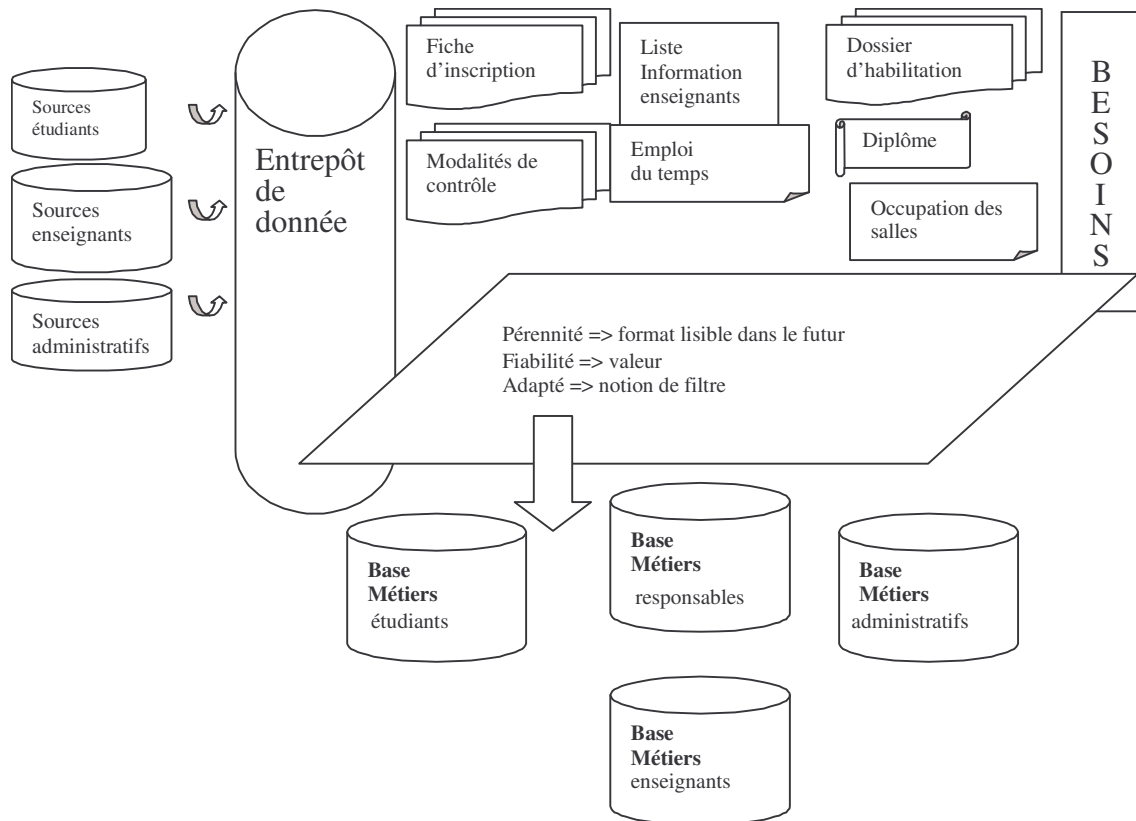 Sources
étudiants
Sources
enseignants
Sources
administratifs
Entrepôt
de
donnée
Fiche
d'inscription
Liste
Information
enseignants
Dossier
d'habilitation
Modalités de
contrôle
Emploi
du temps
Diplôme
Occupation des
salles
B
E
S
O
I
N
S
Pérennité => format lisible dans le futur
Fiabilité => valeur
Adapté => notion de filtre
Base
Métiers
étudiants
Base
Métiers
responsables
Base
Métiers
administratifs
Base
Métiers
enseignants